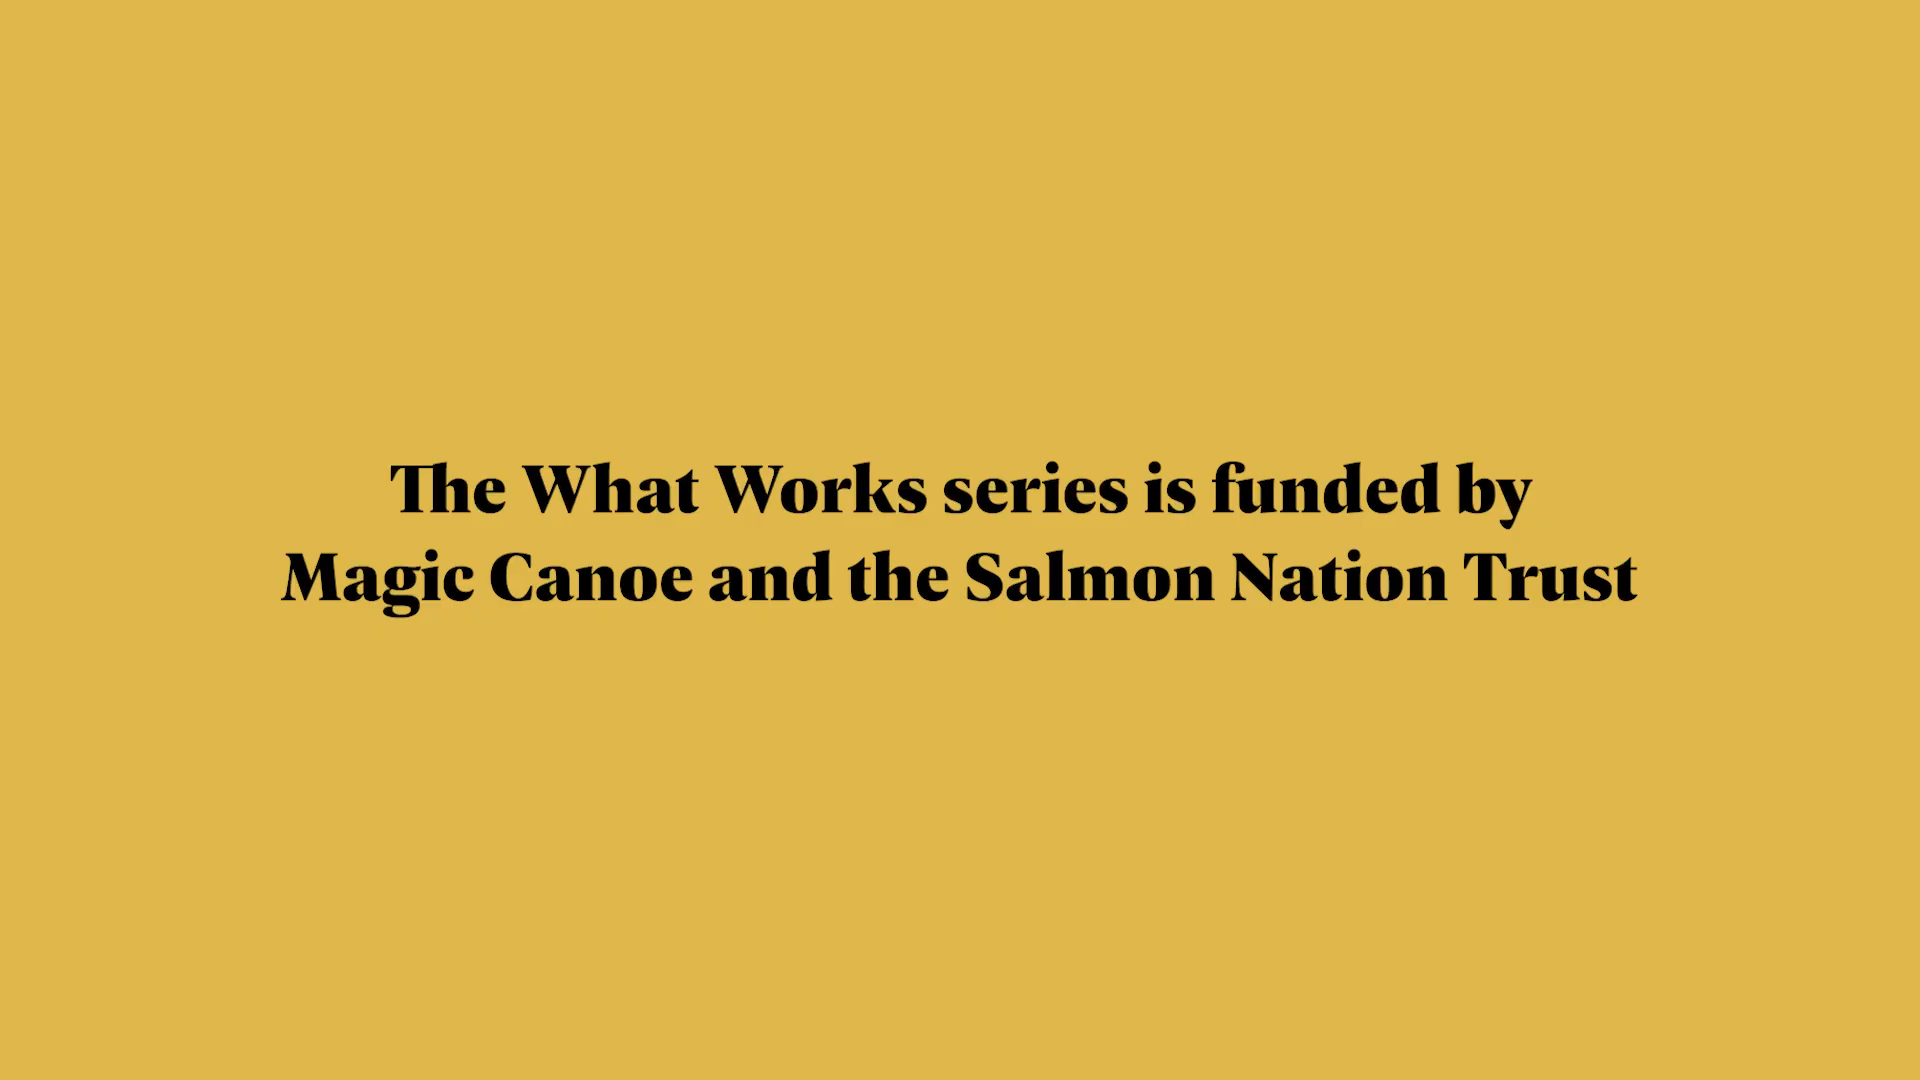 The What Works series is funded by
Magic Canoe and the Salmon Nation Trust